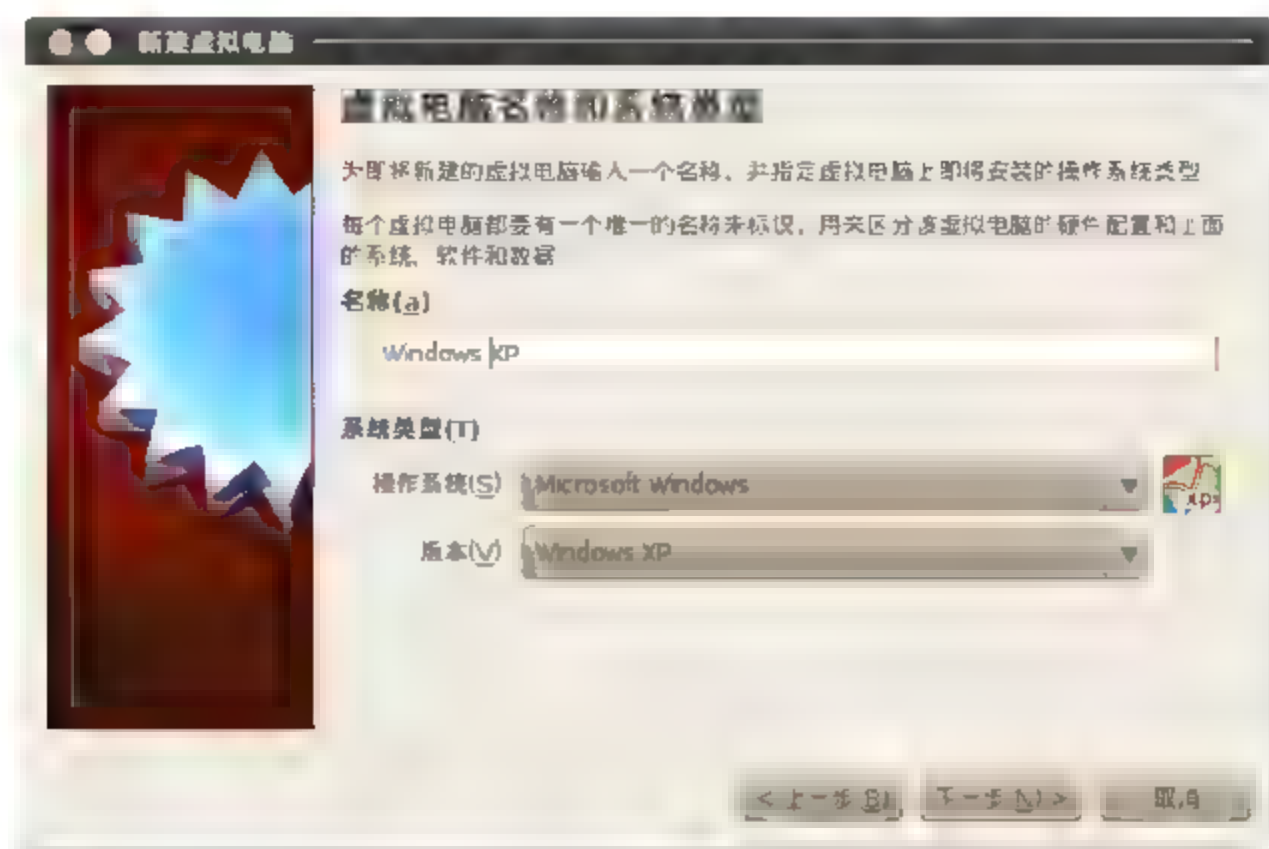 新建虚拟电脑
虚拟电脑名称和系统类型
为即将新建的虚拟电脑输入一个名称，并指定虚拟电脑上即将安装的操作系统类型
每个虚拟电脑都要有一个唯一的名称来标识，用来区分该虚拟电脑的硬件配置和上面
的系统、软件和数据
名称(a)
Windows XP
系统类型(T)
操作系统(S) Microsoft Windows
版本(V) Windows XP
< 上一步(B) 下一步(N) > 取消